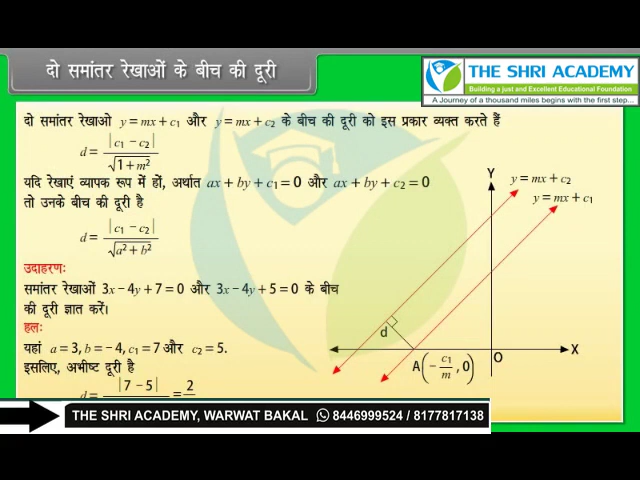 दो समांतर रेखाओं के बीच की दूरी
THE SHRI ACADEMY
Building a just and Excellent Educational Foundation
A Journey of a thousand miles begins with the first step...
दो समांतर रेखाओ y = mx + c₁ और y = mx + c₂ के बीच की दूरी को इस प्रकार व्यक्त करते हैं
d = |c₁ − c₂| / √(1 + m²)
यदि रेखाएं व्यापक रूप में हों, अर्थात ax + by + c₁ = 0 और ax + by + c₂ = 0
तो उनके बीच की दूरी है
d = |c₁ − c₂| / √(a² + b²)
उदाहरणः
समांतर रेखाओं 3x − 4y + 7 = 0 और 3x − 4y + 5 = 0 के बीच
की दूरी ज्ञात करें।
हलः
यहां a = 3, b = − 4, c₁ = 7 और c₂ = 5.
इसलिए, अभीष्ट दूरी है
d = |7 − 5| = 2
Y
y = mx + c₂
y = mx + c₁
d
X
O
A(− c₁/m , 0)
THE SHRI ACADEMY, WARWAT BAKAL 8446999524 / 8177817138